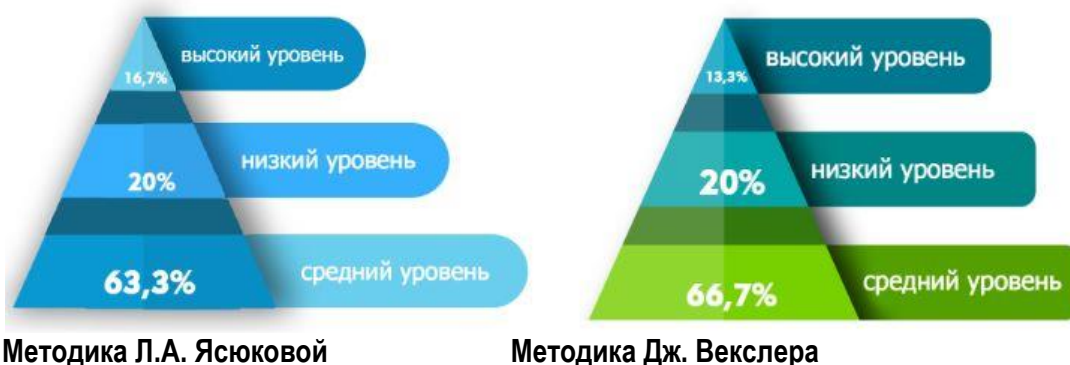 высокий уровень
16,7%
низкий уровень
20%
средний уровень
63,3%
высокий уровень
13,3%
низкий уровень
20%
средний уровень
66,7%
Методика Л.А. Ясюковой
Методика Дж. Векслера